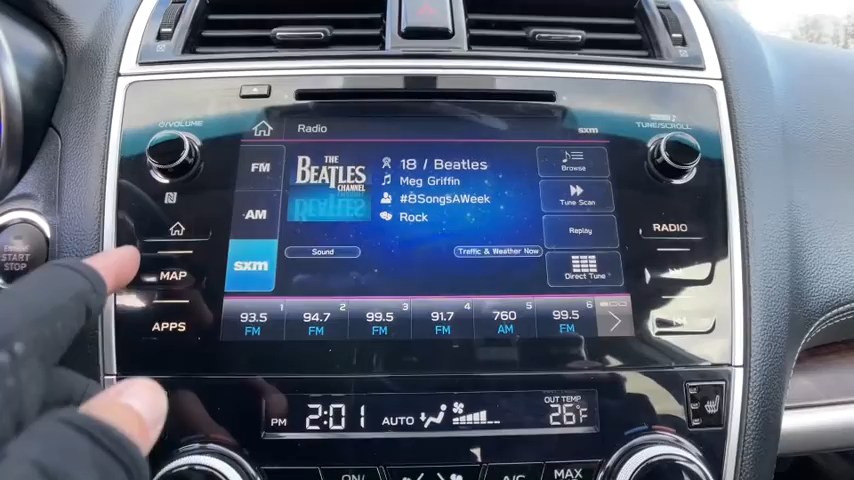 ⏻/VOLUME
TUNE/SCROLL
Radio
sxm
FM
AM
sxm
THE
BEATLES
CHANNEL
18 / Beatles
Meg Griffin
#8SongsAWeek
Rock
Browse
Tune Scan
Replay
Direct Tune
Sound
Traffic & Weather Now
1 93.5 FM
2 94.7 FM
3 99.5 FM
4 91.7 FM
5 760 AM
6 99.5 FM
MAP
APPS
RADIO
ENGINE
START
STOP
PM 2:01
AUTO
OUT TEMP
26°F
ON/
A/C
MAX